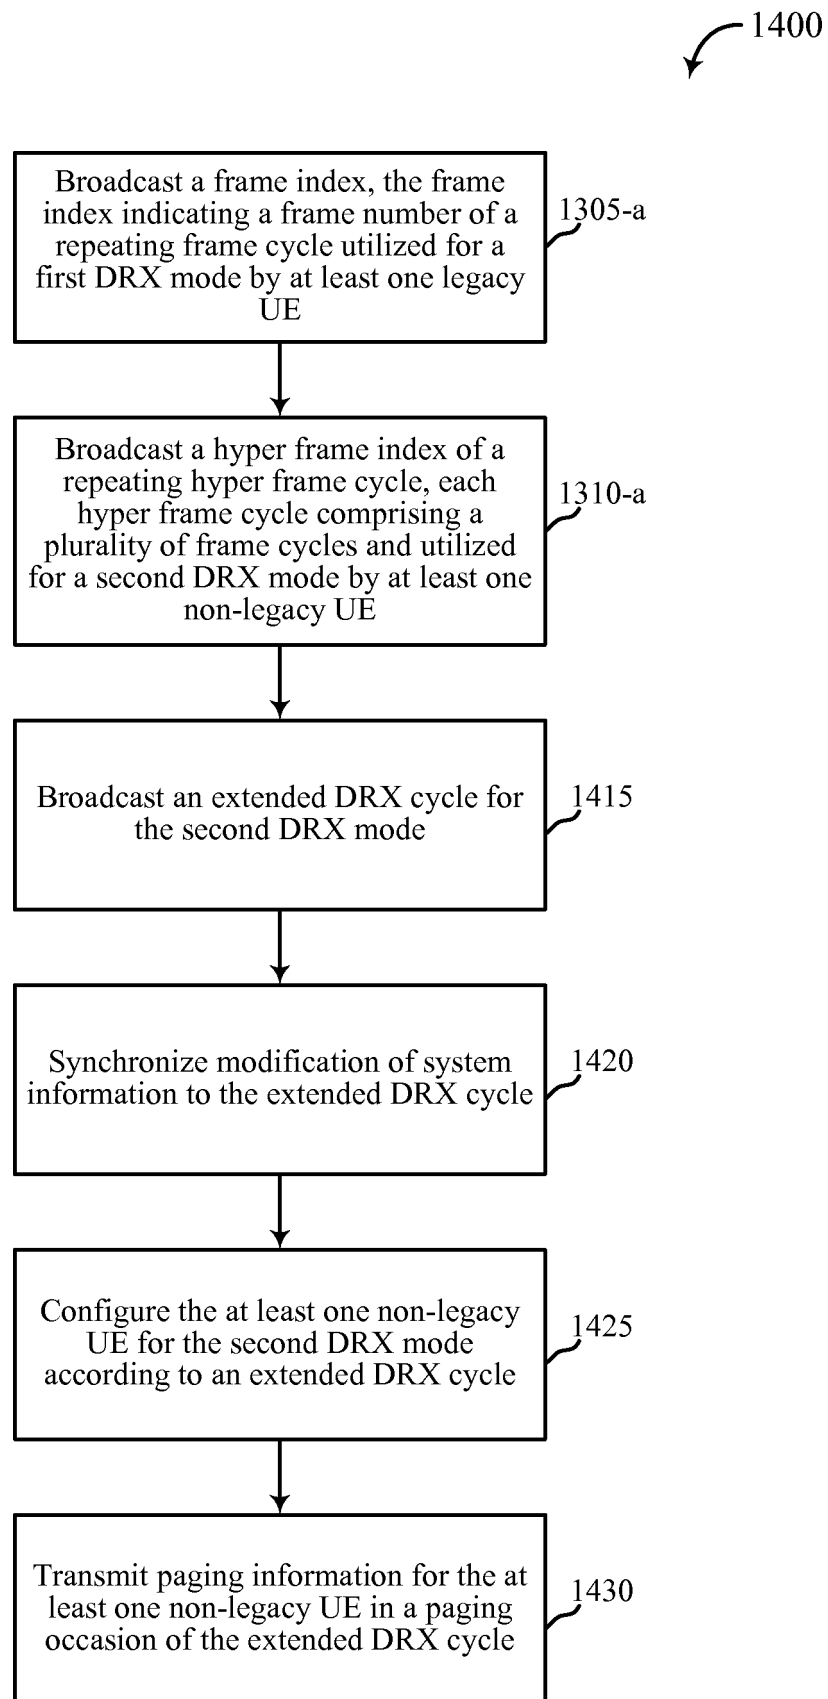 1400
Broadcast a frame index, the frame
index indicating a frame number of a
repeating frame cycle utilized for a
first DRX mode by at least one legacy
UE
1305-a
Broadcast a hyper frame index of a
repeating hyper frame cycle, each
hyper frame cycle comprising a
plurality of frame cycles and utilized
for a second DRX mode by at least one
non-legacy UE
1310-a
Broadcast an extended DRX cycle for
the second DRX mode
1415
Synchronize modification of system
information to the extended DRX cycle
1420
Configure the at least one non-legacy
UE for the second DRX mode
according to an extended DRX cycle
1425
Transmit paging information for the at
least one non-legacy UE in a paging
occasion of the extended DRX cycle
1430